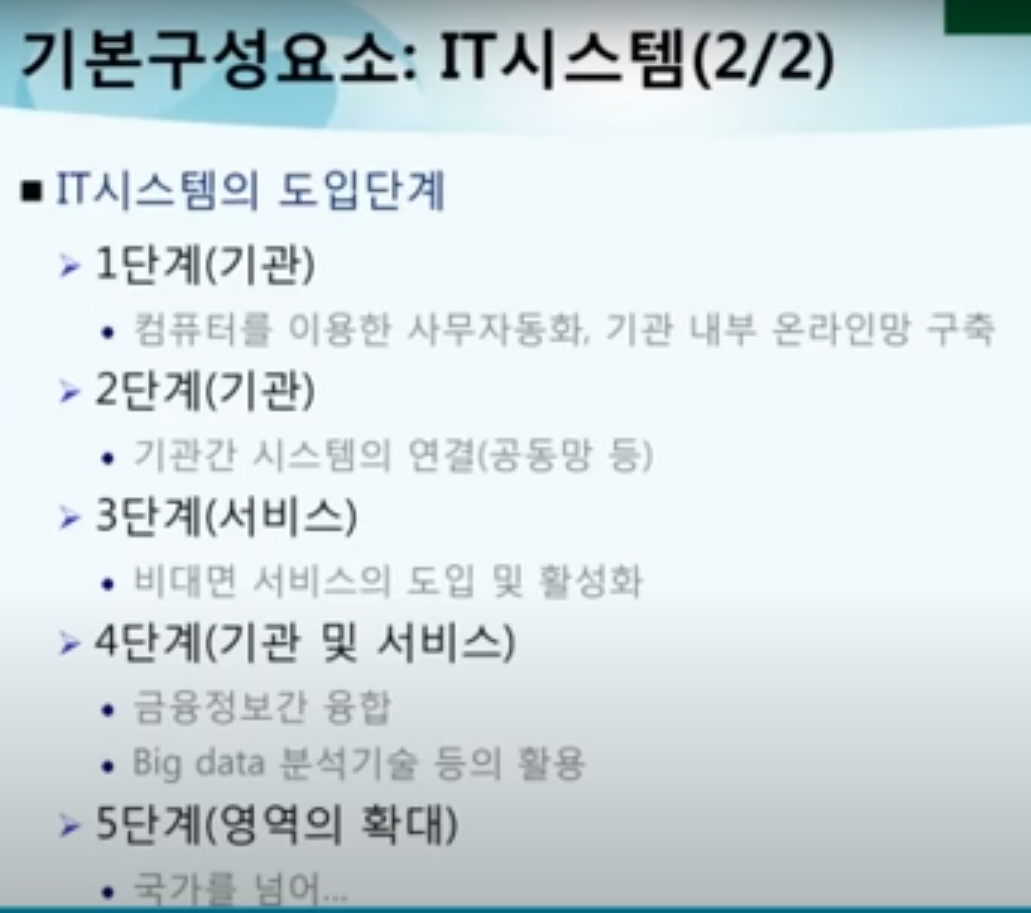 기본구성요소: IT시스템(2/2)
■ IT시스템의 도입단계
➢ 1단계(기관)
• 컴퓨터를 이용한 사무자동화, 기관 내부 온라인망 구축
➢ 2단계(기관)
• 기관간 시스템의 연결(공동망 등)
➢ 3단계(서비스)
• 비대면 서비스의 도입 및 활성화
➢ 4단계(기관 및 서비스)
• 금융정보간 융합
• Big data 분석기술 등의 활용
➢ 5단계(영역의 확대)
• 국가를 넘어...